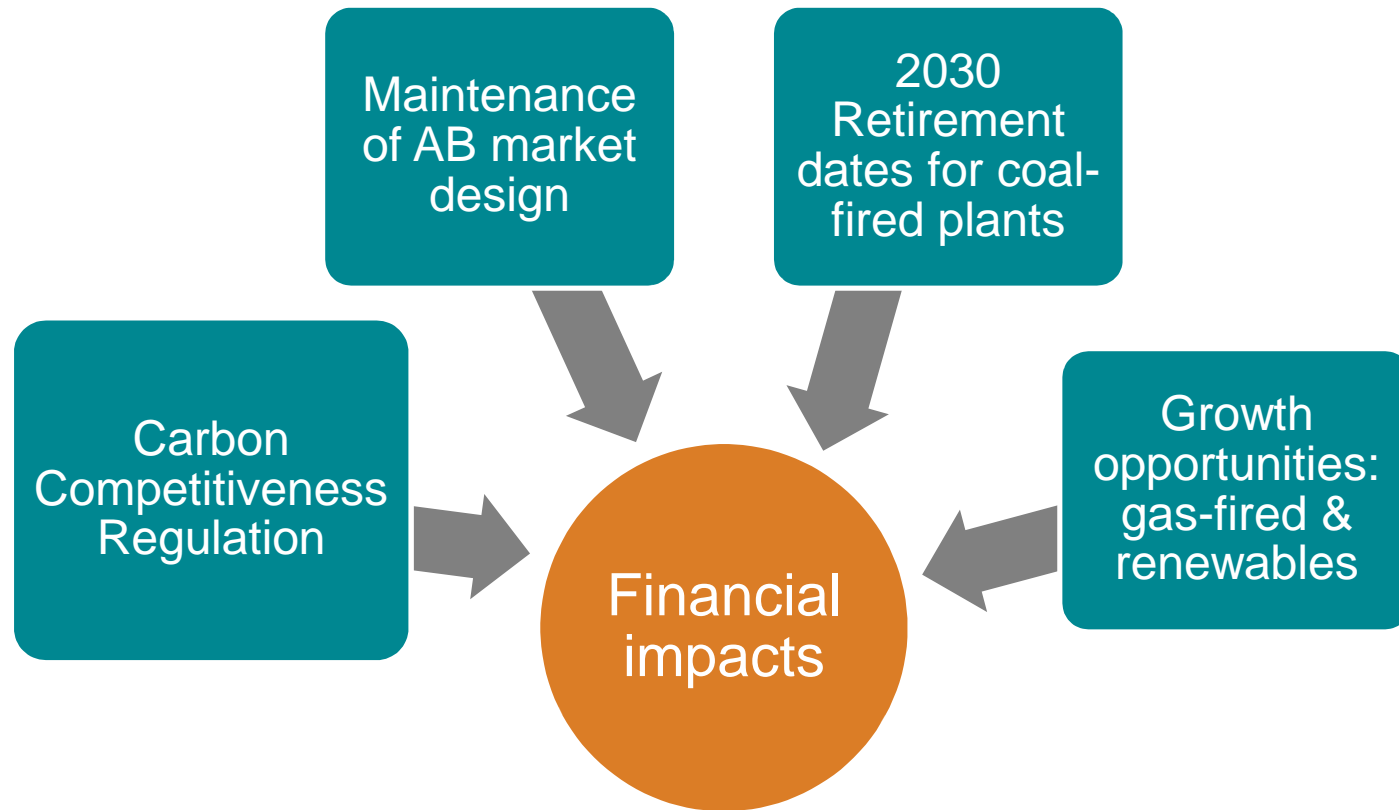 Maintenance
of AB market
design
2030
Retirement
dates for coal-
fired plants
Carbon
Competitiveness
Regulation
Growth
opportunities:
gas-fired &
renewables
Financial
impacts